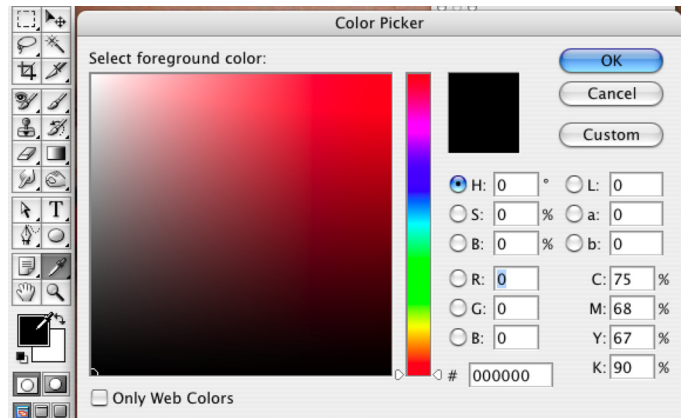 Color Picker
Select foreground color:
OK
Cancel
Custom
H: 0 °
L: 0
S: 0 %
a: 0
B: 0 %
b: 0
R: 0
C: 75 %
G: 0
M: 68 %
B: 0
Y: 67 %
# 000000
K: 90 %
Only Web Colors
T